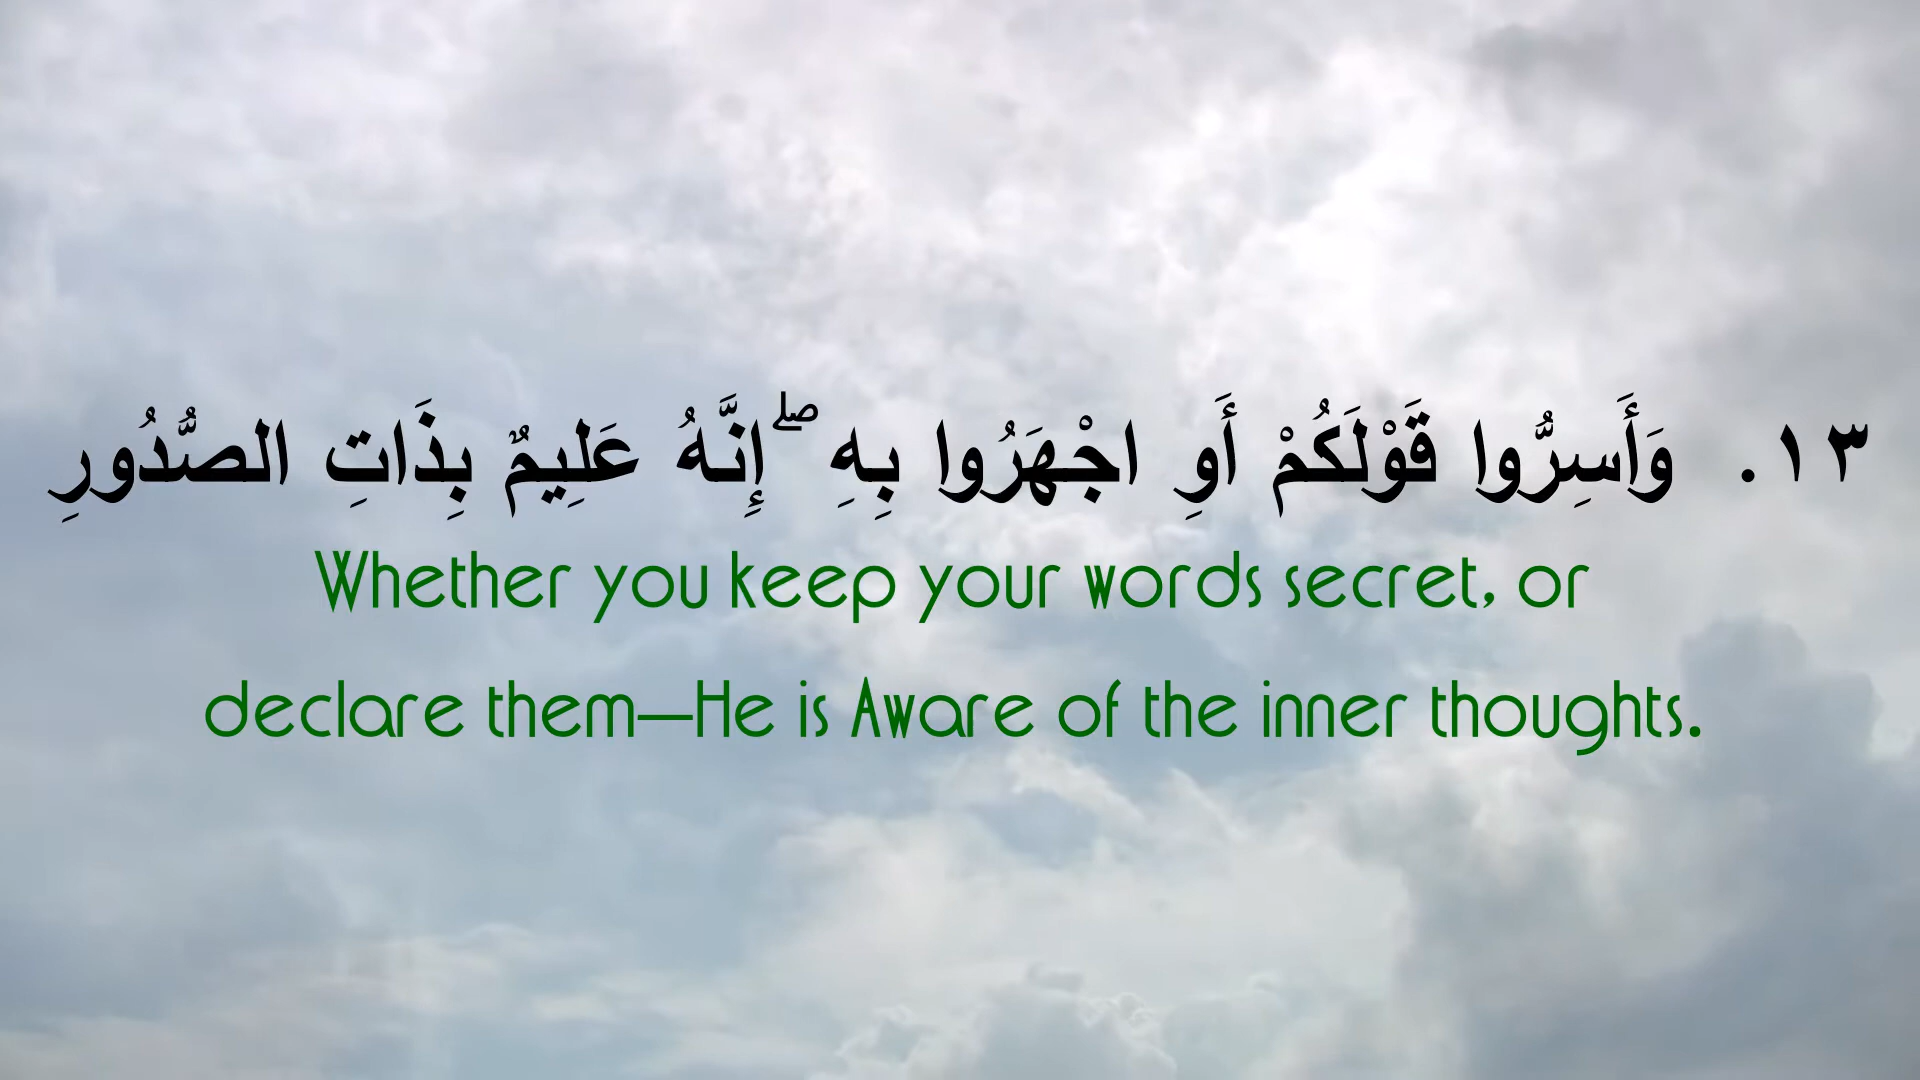 ١٣. وَأَسِرُّوا قَوْلَكُمْ أَوِ اجْهَرُوا بِهِ ۖ إِنَّهُ عَلِيمٌ بِذَاتِ الصُّدُورِ
Whether you keep your words secret, or
declare them—He is Aware of the inner thoughts.